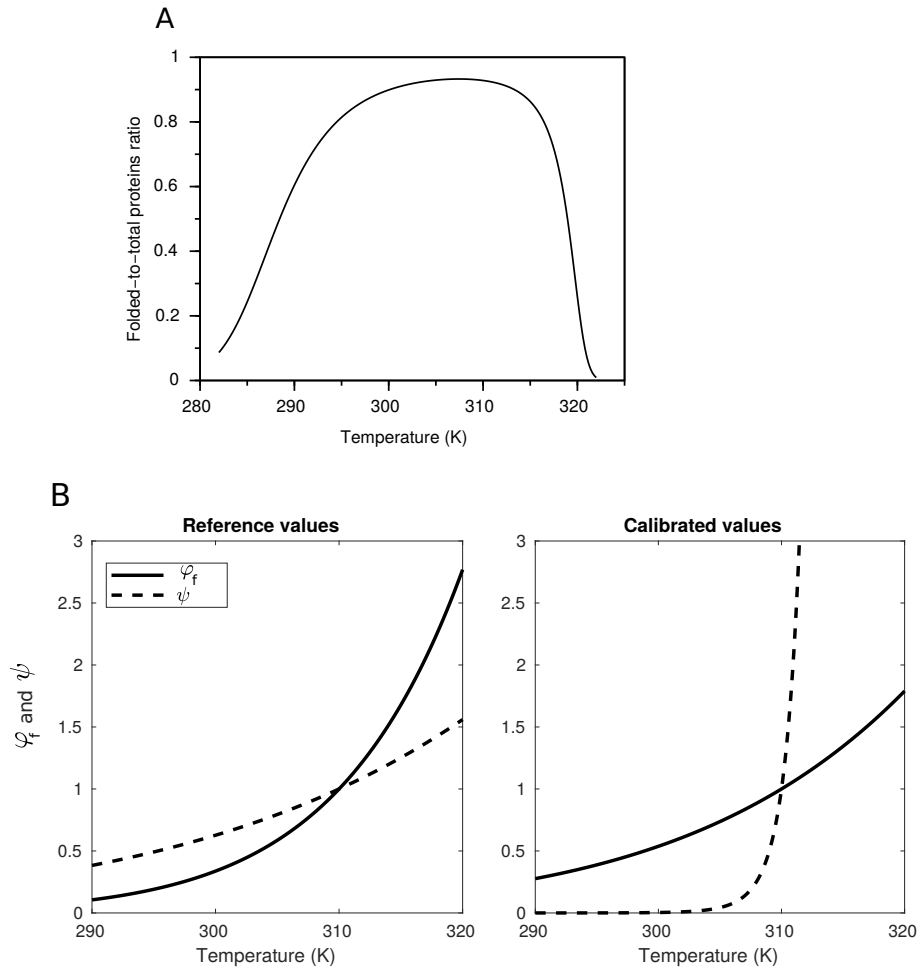 A
Folded−to−total proteins ratio
1
0.8
0.6
0.4
0.2
0
280 290 300 310 320
Temperature (K)
B
Reference values
φf
ψ
φf and ψ
3
2.5
2
1.5
1
0.5
0
290 300 310 320
Temperature (K)
Calibrated values
3
2.5
2
1.5
1
0.5
0
290 300 310 320
Temperature (K)